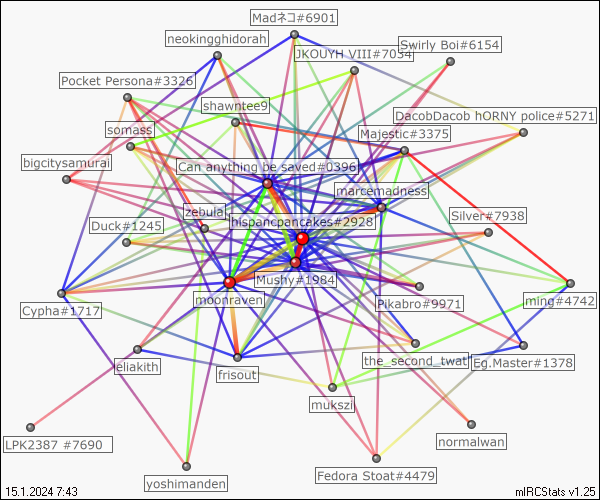 Madネコ#6901
neokingghidorah
JKOUYH VIII#7034
Swirly Boi#6154
Pocket Persona#3326
shawntee9
DacobDacob hORNY police#5271
somass
Majestic#3375
bigcitysamurai
Can anything be saved#0396
marcemadness
zebulal
Silver#7938
Duck#1245
hispancpancakes#2928
Mushy#1984
moonraven
Pikabro#9971
ming#4742
Cypha#1717
eliakith
frisout
the_second_twat
Eg.Master#1378
mukszi
LPK2387 #7690
normalwan
yoshimanden
Fedora Stoat#4479
15.1.2024 7:43
mIRCStats v1.25